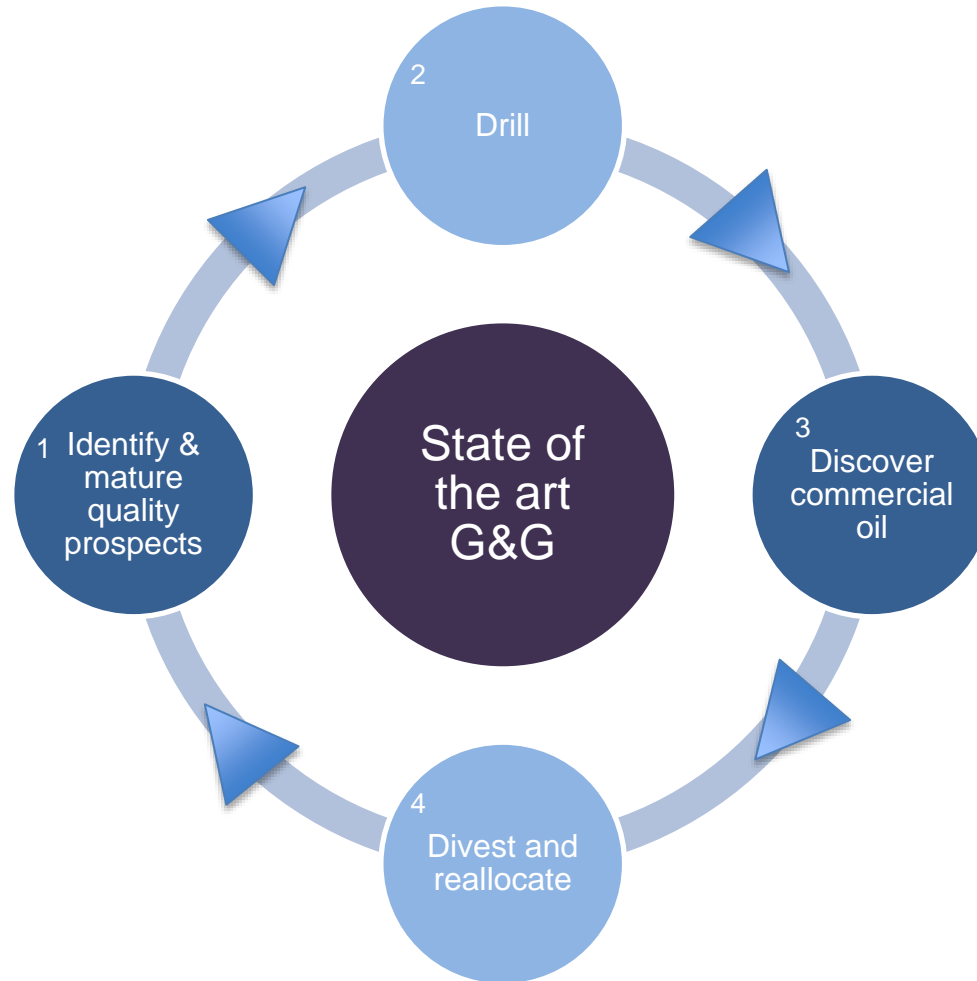 1
Identify &
mature
quality
prospects
2
Drill
3
Discover
commercial
oil
4
Divest and
reallocate
State of
the art
G&G